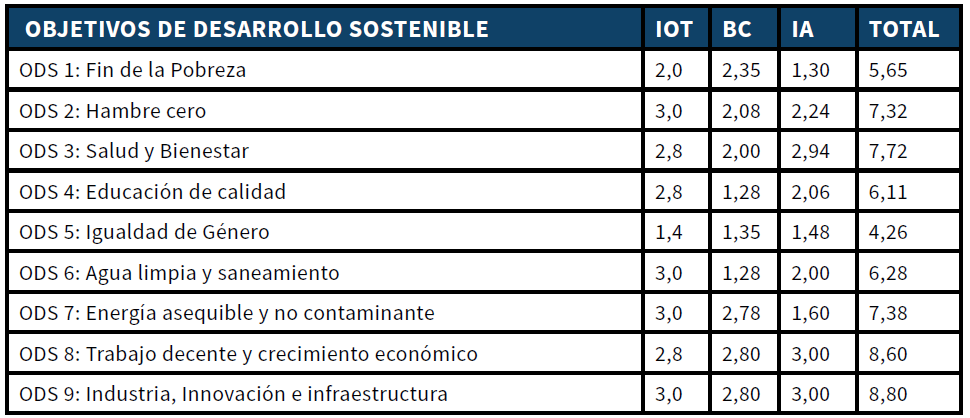 OBJETIVOS DE DESARROLLO SOSTENIBLE IOT BC IA TOTAL
ODS 1: Fin de la Pobreza 2,0 2,35 1,30 5,65
ODS 2: Hambre cero 3,0 2,08 2,24 7,32
ODS 3: Salud y Bienestar 2,8 2,00 2,94 7,72
ODS 4: Educación de calidad 2,8 1,28 2,06 6,11
ODS 5: Igualdad de Género 1,4 1,35 1,48 4,26
ODS 6: Agua limpia y saneamiento 3,0 1,28 2,00 6,28
ODS 7: Energía asequible y no contaminante 3,0 2,78 1,60 7,38
ODS 8: Trabajo decente y crecimiento económico 2,8 2,80 3,00 8,60
ODS 9: Industria, Innovación e infraestructura 3,0 2,80 3,00 8,80